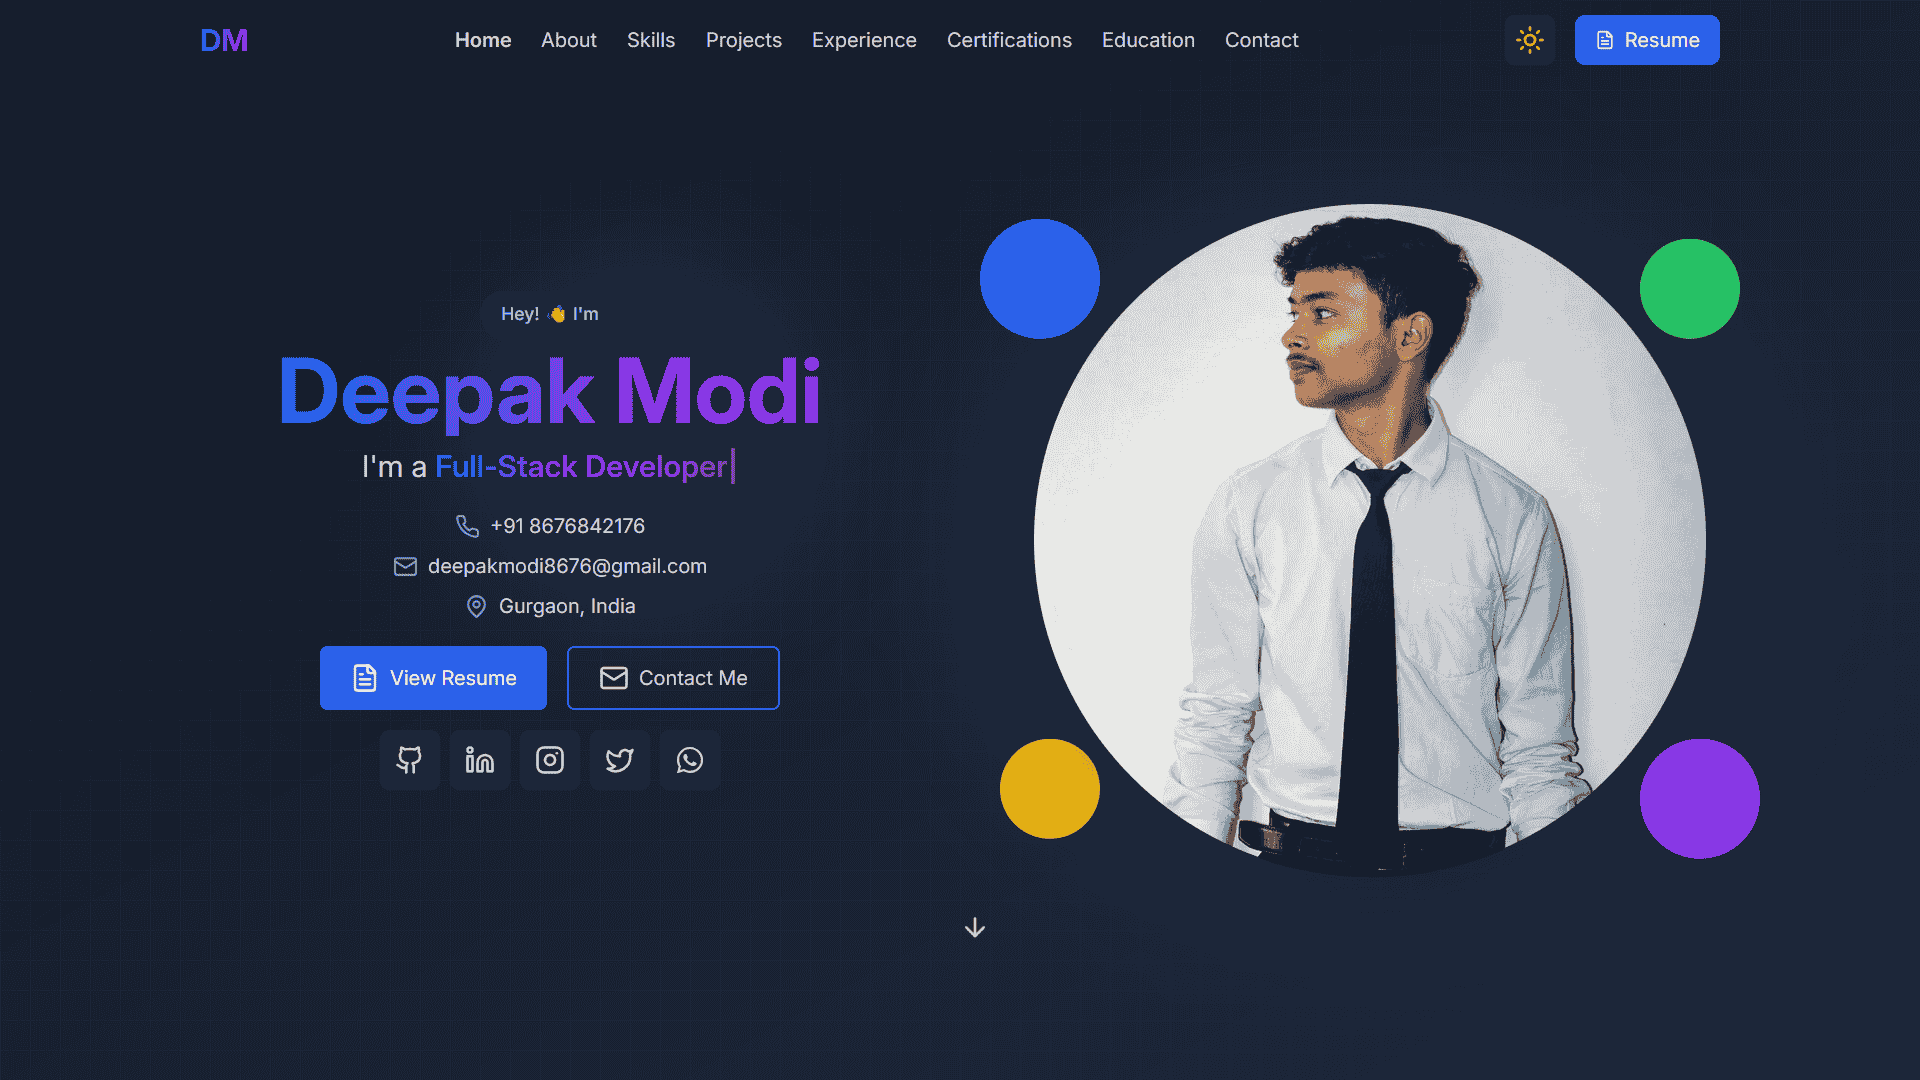 DM
Home About Skills Projects Experience Certifications Education Contact
Resume
Hey! 👋 I'm
Deepak Modi
I'm a Full-Stack Developer|
+91 8676842176
deepakmodi8676@gmail.com
Gurgaon, India
View Resume
Contact Me